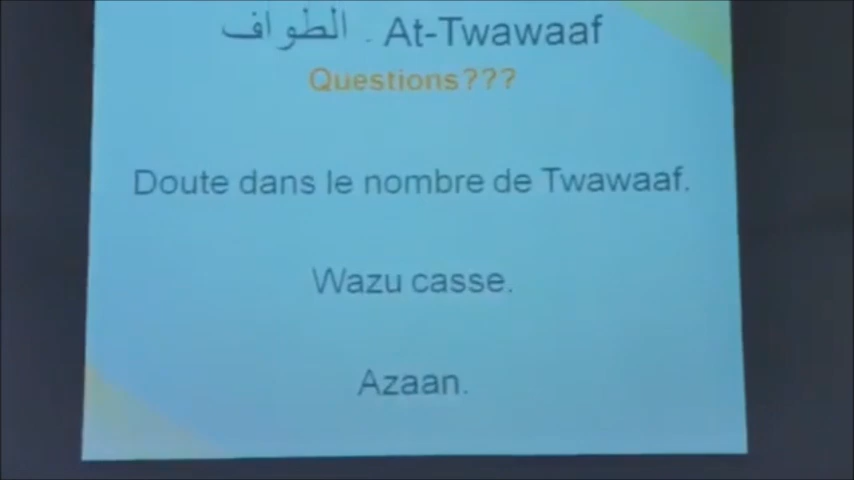 الطواف . At-Twawaaf
Questions???
Doute dans le nombre de Twawaaf.
Wazu casse.
Azaan.